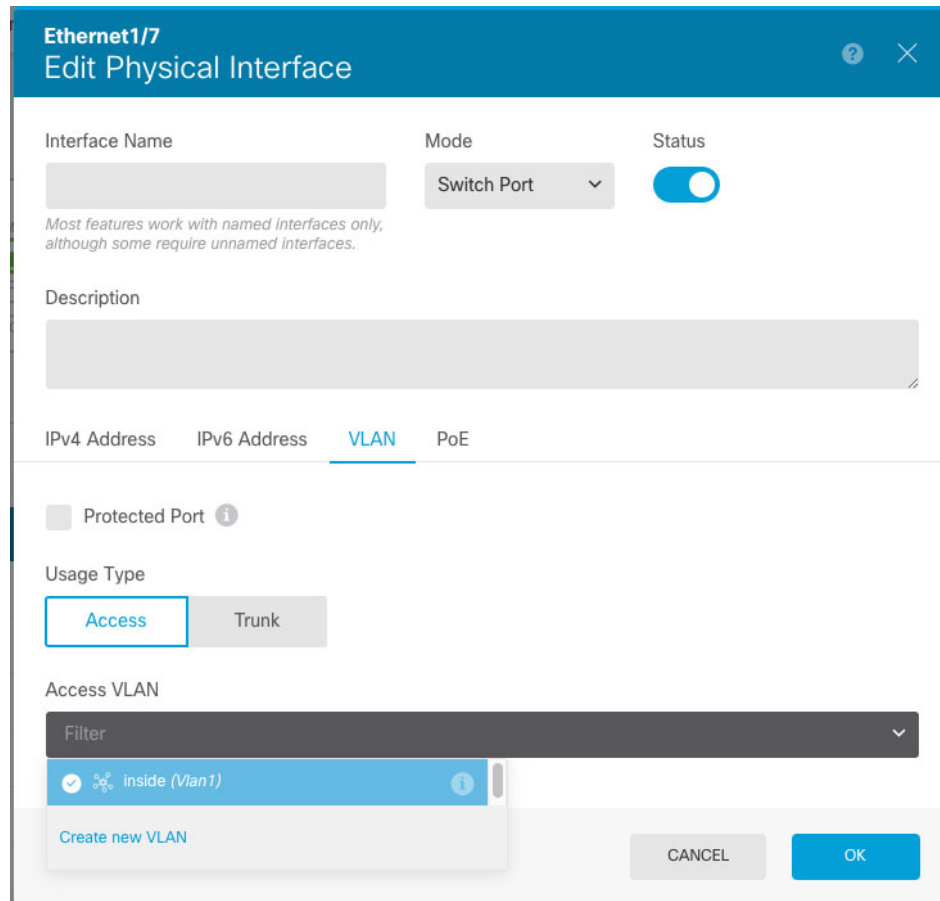 Ethernet1/7
Edit Physical Interface
?
Interface Name
Mode
Status
Switch Port
Most features work with named interfaces only,
although some require unnamed interfaces.
Description
IPv4 Address
IPv6 Address
VLAN
PoE
Protected Port
i
Usage Type
Access
Trunk
Access VLAN
Filter
inside (Vlan1)
i
Create new VLAN
CANCEL
OK